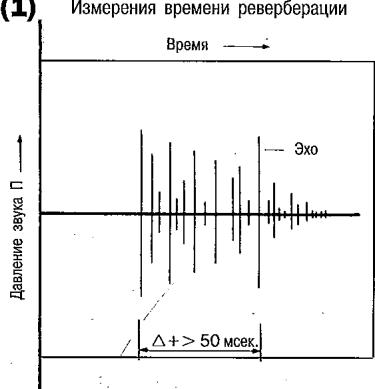 (1) Измерения времени реверберации
Время
Эхо
Давление звука П
Δ+> 50 мсек.